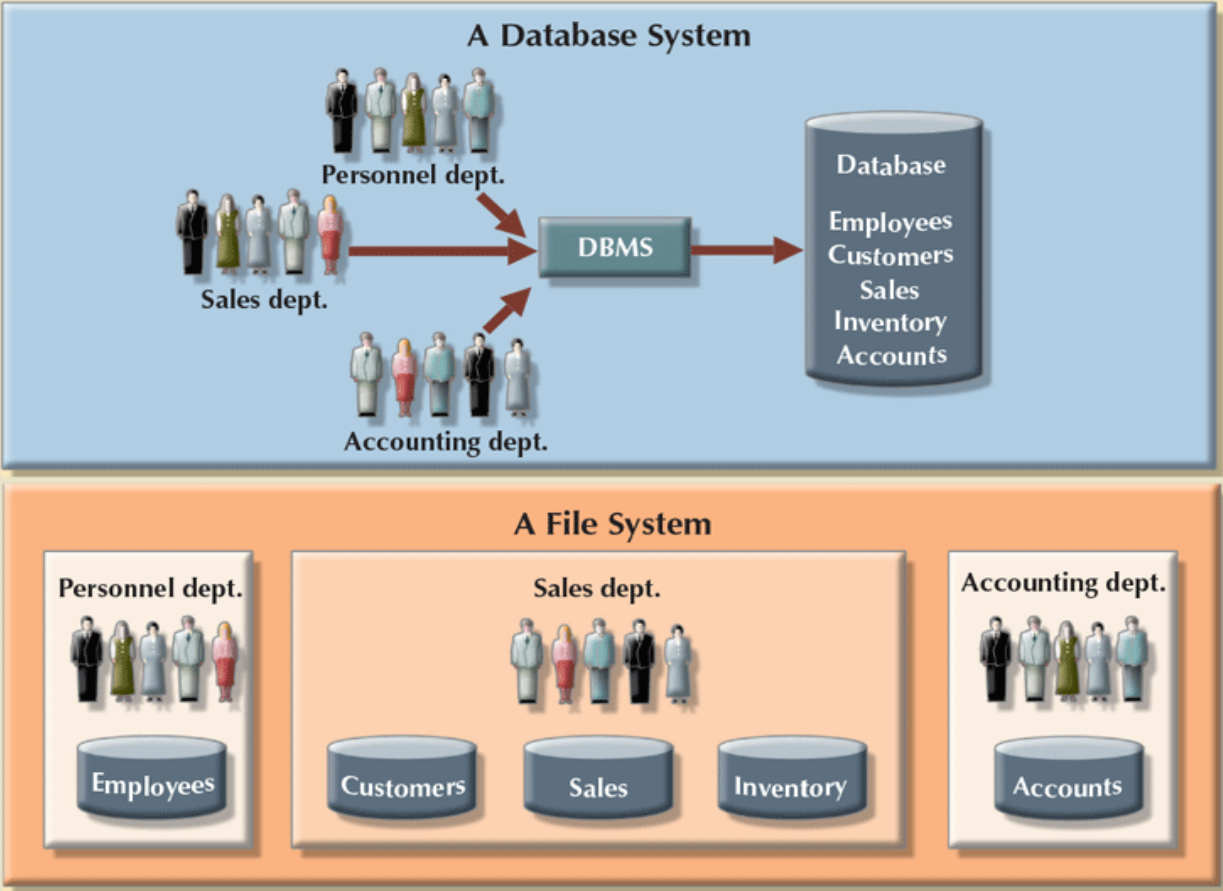 A Database System
Personnel dept.
Sales dept.
Accounting dept.
DBMS
Database
Employees
Customers
Sales
Inventory
Accounts
A File System
Personnel dept.
Employees
Sales dept.
Customers
Sales
Inventory
Accounting dept.
Accounts